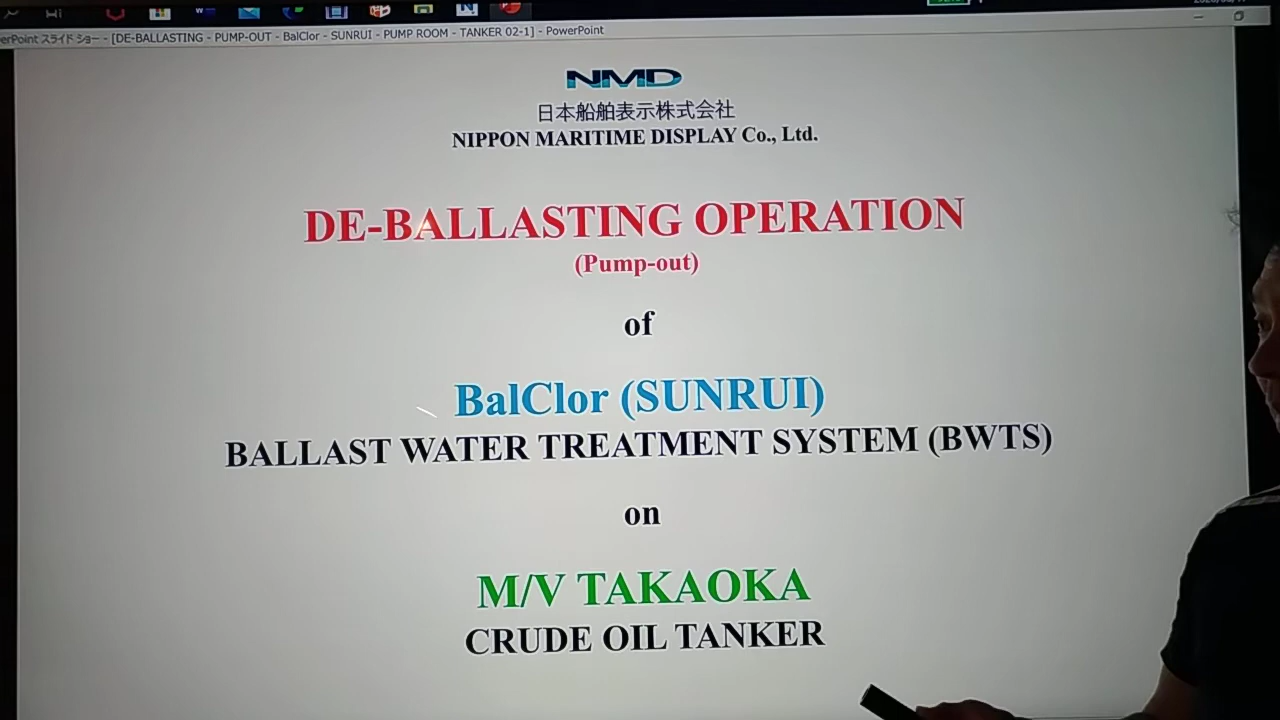 erPoint スライド ショー - [DE-BALLASTING - PUMP-OUT - BalClor - SUNRUI - PUMP ROOM - TANKER 02-1] - PowerPoint
NMD
日本船舶表示株式会社
NIPPON MARITIME DISPLAY Co., Ltd.
DE-BALLASTING OPERATION
(Pump-out)
of
BalClor (SUNRUI)
BALLAST WATER TREATMENT SYSTEM (BWTS)
on
M/V TAKAOKA
CRUDE OIL TANKER